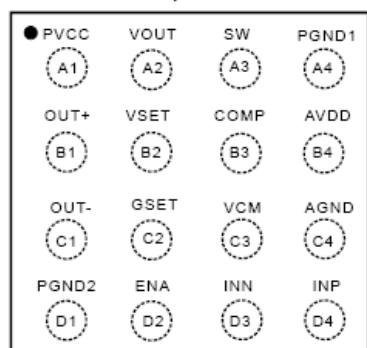 PVCC VOUT SW PGND1
A1 A2 A3 A4
OUT+ VSET COMP AVDD
B1 B2 B3 B4
OUT- GSET VCM AGND
C1 C2 C3 C4
PGND2 ENA INN INP
D1 D2 D3 D4